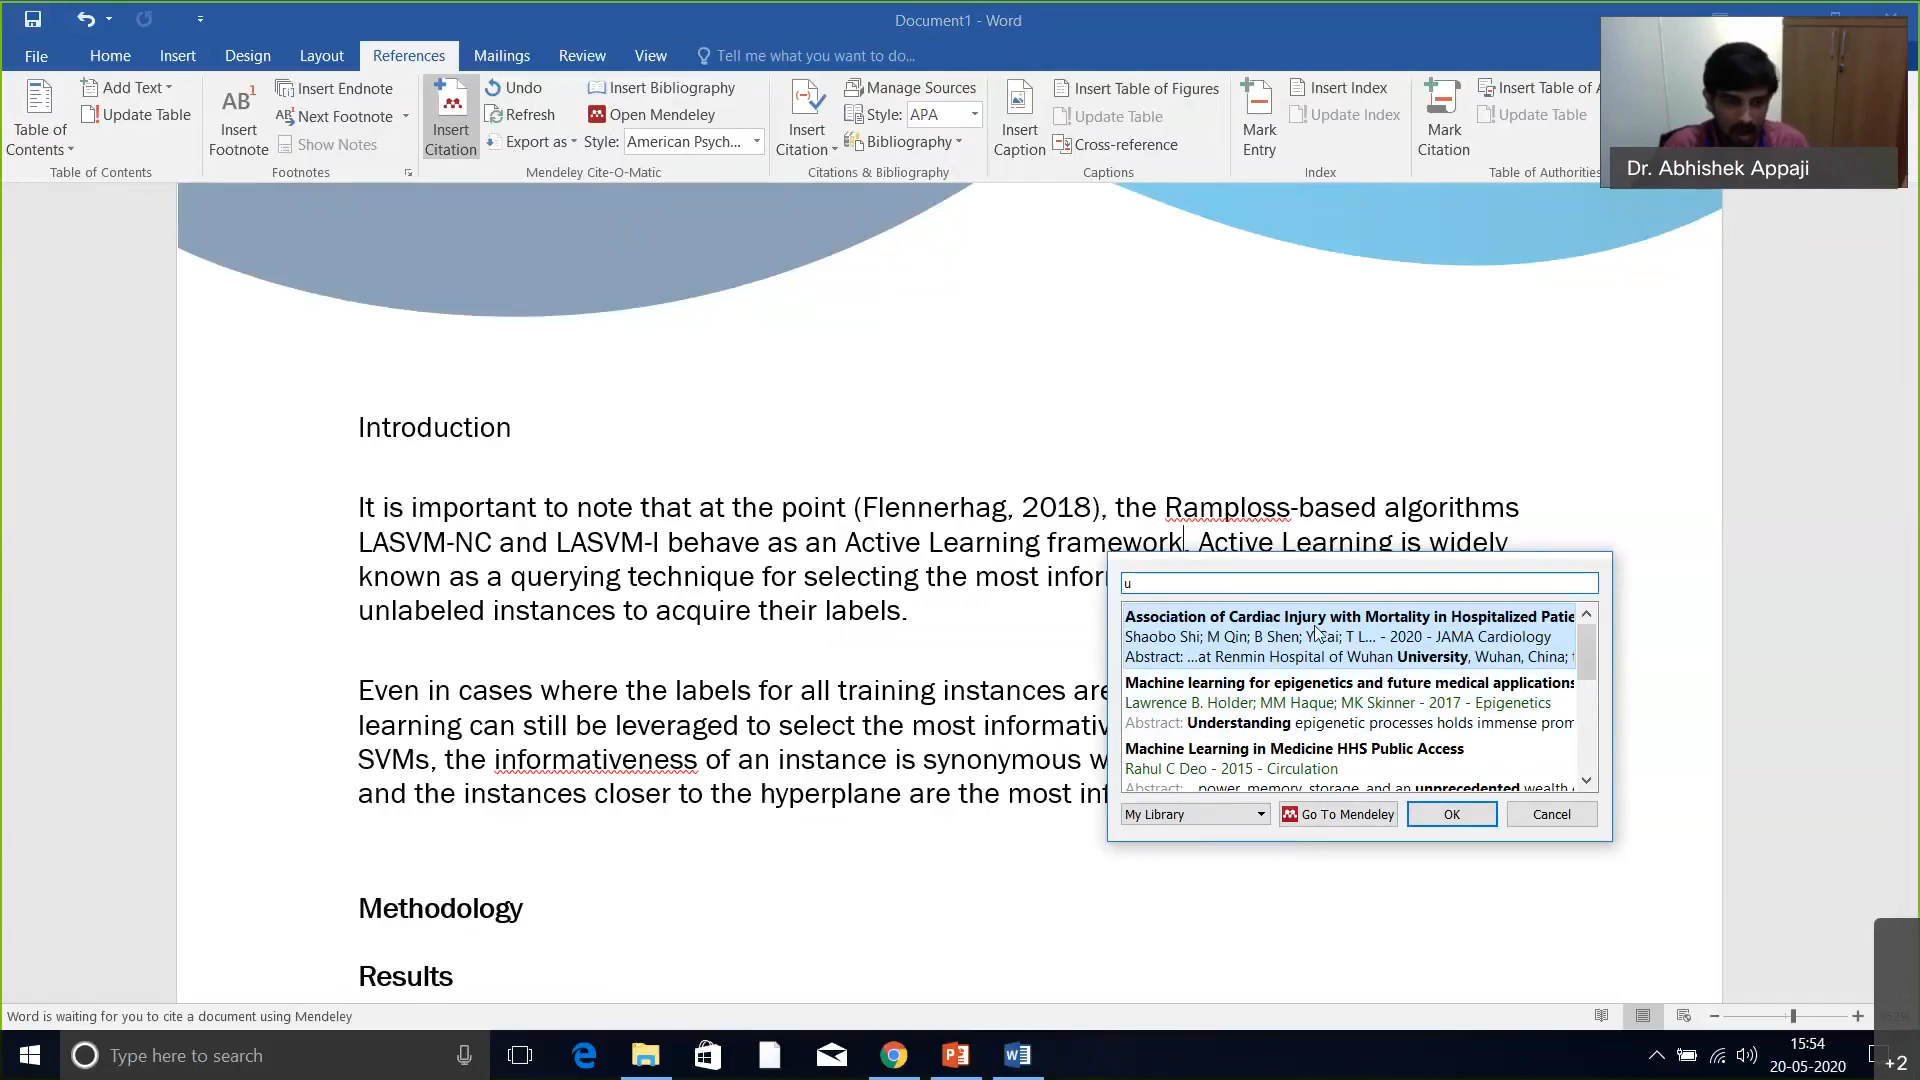 Document1 - Word
File Home Insert Design Layout References Mailings Review View Tell me what you want to do...
Table of Contents
Add Text
Update Table
Table of Contents
AB1 Insert Footnote
Insert Endnote
Next Footnote
Show Notes
Footnotes
Insert Citation
Undo
Refresh
Export as
Insert Bibliography
Open Mendeley
Style: American Psych...
Mendeley Cite-O-Matic
Insert Citation
Manage Sources
Style: APA
Bibliography
Citations & Bibliography
Insert Caption
Insert Table of Figures
Update Table
Cross-reference
Captions
Mark Entry
Insert Index
Update Index
Index
Mark Citation
Insert Table of A
Update Table
Table of Authorities
Dr. Abhishek Appaji
Introduction
It is important to note that at the point (Flennerhag, 2018), the Ramploss-based algorithms
LASVM-NC and LASVM-I behave as an Active Learning framework. Active Learning is widely
known as a querying technique for selecting the most infor
unlabeled instances to acquire their labels.
Even in cases where the labels for all training instances are
learning can still be leveraged to select the most informativ
SVMs, the informativeness of an instance is synonymous w
and the instances closer to the hyperplane are the most inf
Methodology
Results
u
Association of Cardiac Injury with Mortality in Hospitalized Patie
Shaobo Shi; M Qin; B Shen; Y Cai; T L... - 2020 - JAMA Cardiology
Abstract: ...at Renmin Hospital of Wuhan University, Wuhan, China; t
Machine learning for epigenetics and future medical applications
Lawrence B. Holder; MM Haque; MK Skinner - 2017 - Epigenetics
Abstract: Understanding epigenetic processes holds immense prom
Machine Learning in Medicine HHS Public Access
Rahul C Deo - 2015 - Circulation
Abstract: ...power, memory, storage, and an unprecedented wealth
My Library Go To Mendeley OK Cancel
Word is waiting for you to cite a document using Mendeley
Type here to search
15:54
20-05-2020
+2